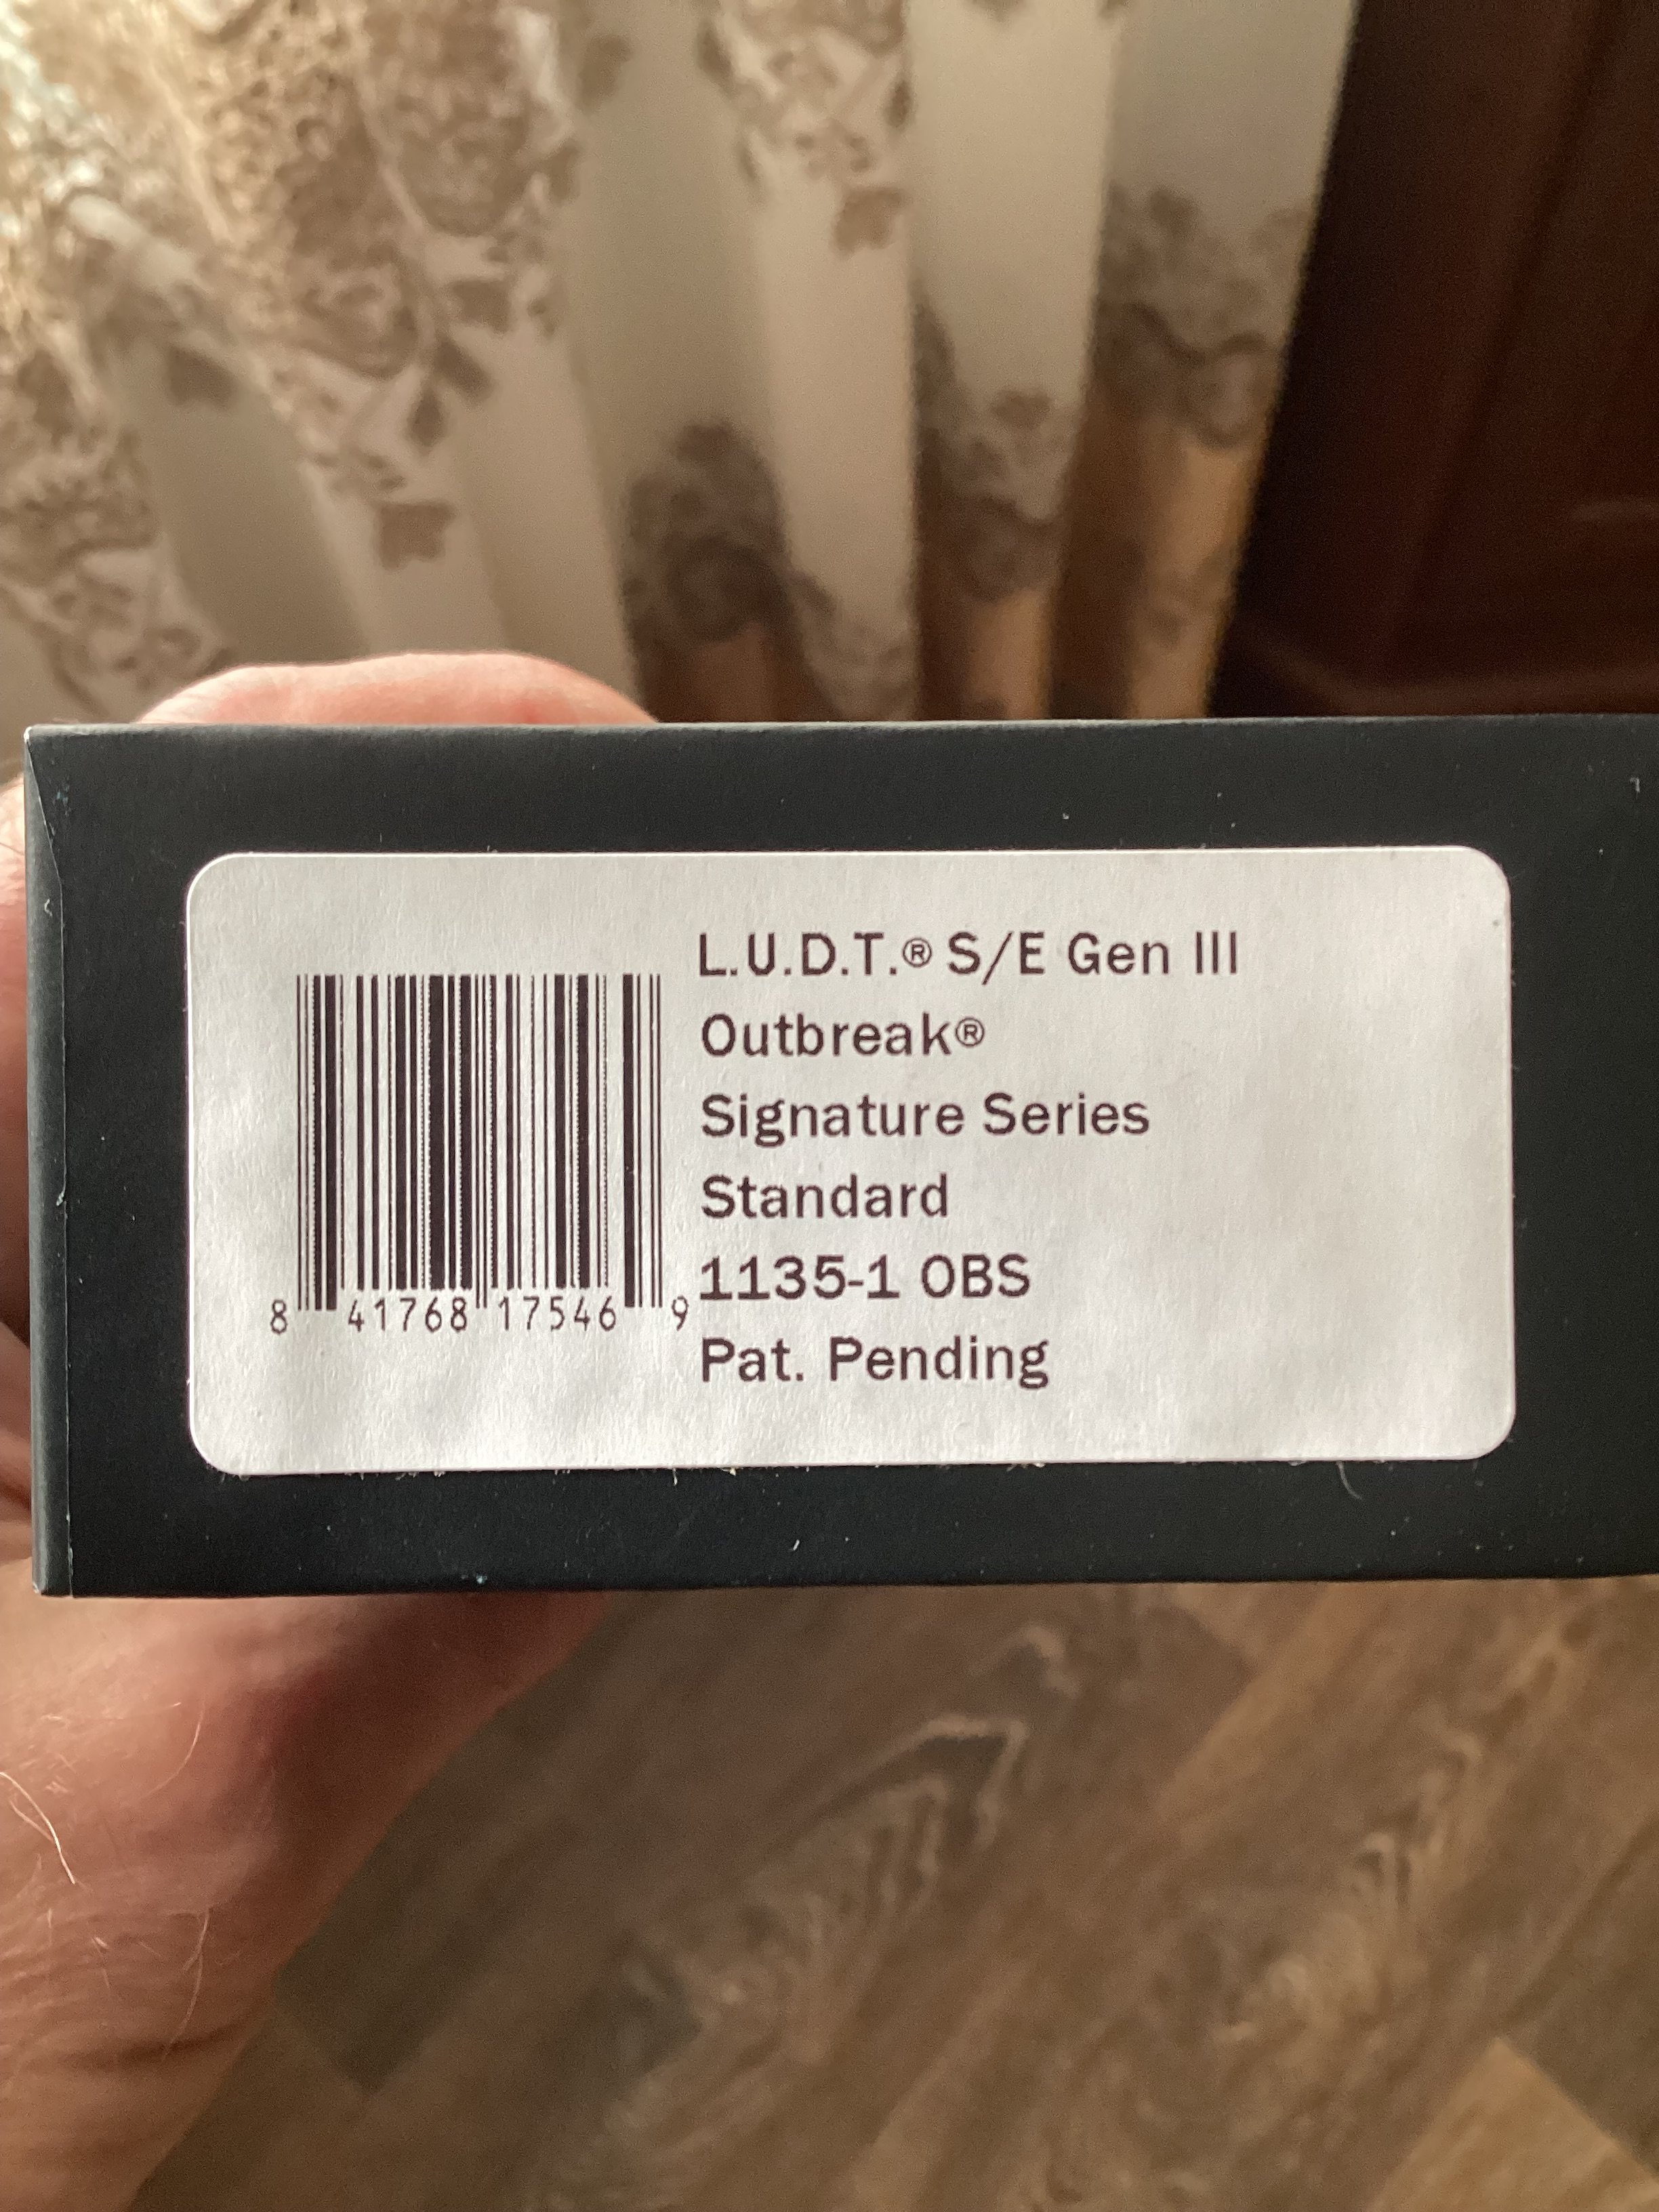 L.U.D.T.® S/E Gen III
Outbreak®
Signature Series
Standard
1135-1 OBS
Pat. Pending
8 41768 17546 9